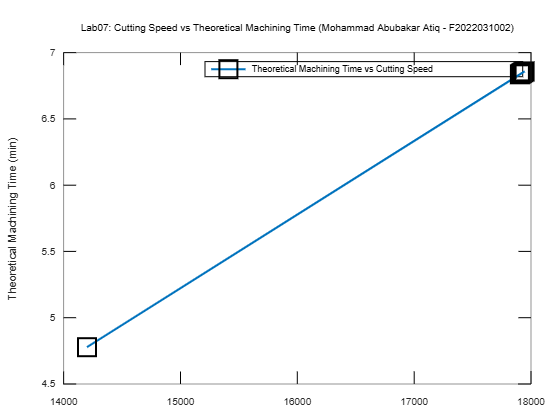 Lab07: Cutting Speed vs Theoretical Machining Time (Mohammad Abubakar Atiq - F2022031002)
Theoretical Machining Time vs Cutting Speed
Theoretical Machining Time (min)
7
6.5
6
5.5
5
4.5
14000 15000 16000 17000 18000